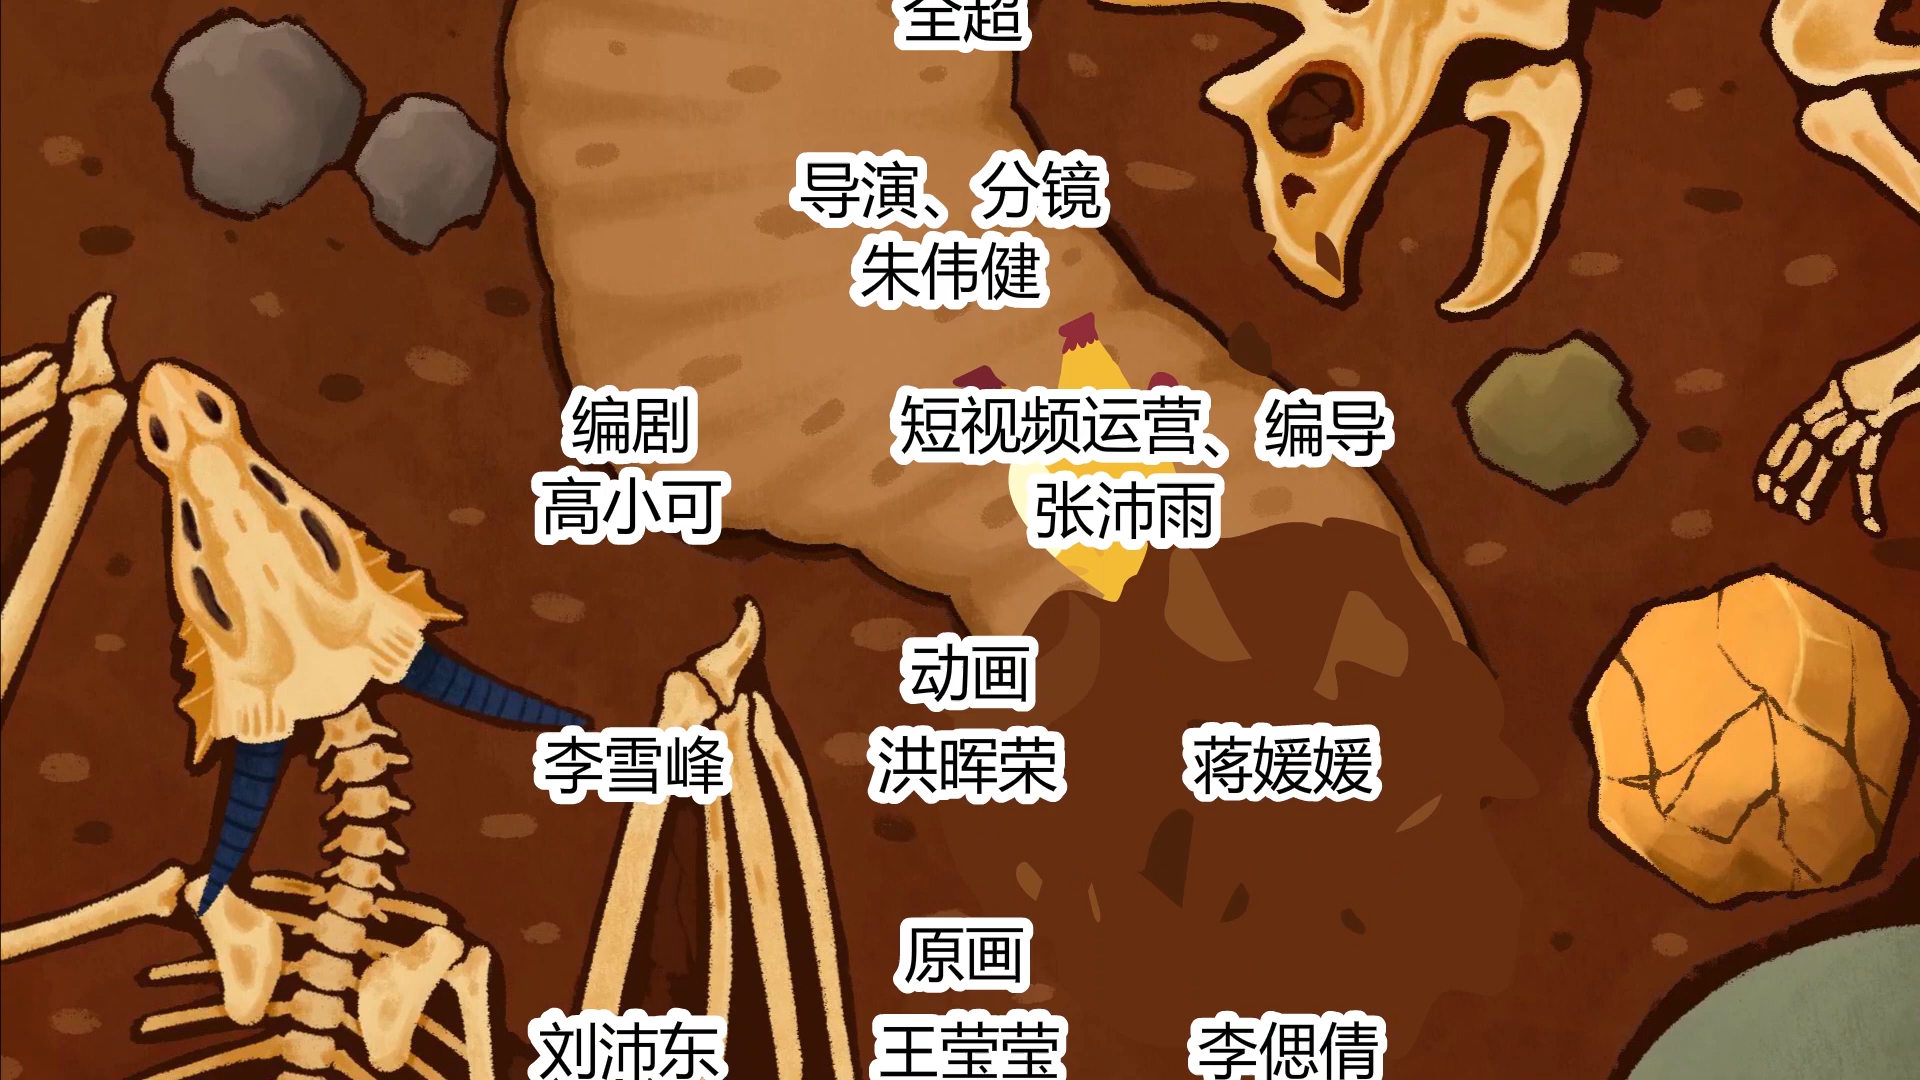 全超
导演、分镜
朱伟健
编剧 短视频运营、编导
高小可 张沛雨
动画
李雪峰 洪晖荣 蒋媛媛
原画
刘沛东 王莹莹 李偲倩